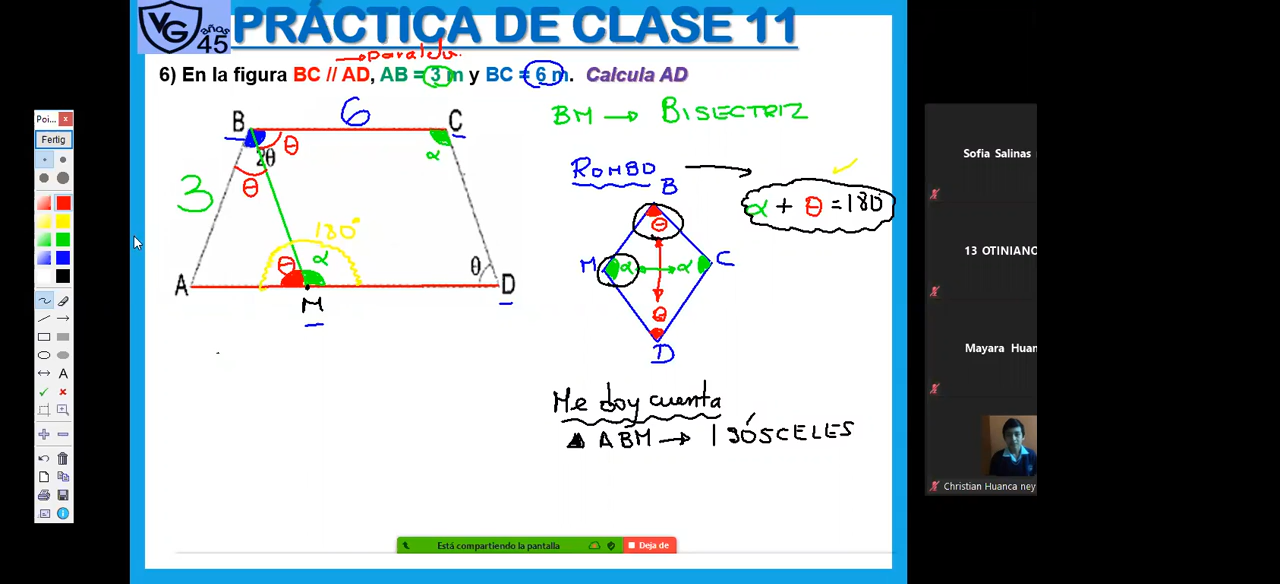 VG
años
45
PRÁCTICA DE CLASE 11
→ paralelo.
6) En la figura BC // AD, AB = 3 m y BC = 6 m. Calcula AD
B 6 C
θ
2θ
θ
α
3
180°
θ α
θ
A M D
BM → BISECTRIZ
ROMBO
α + θ = 180°
B
θ
M α α C
θ
D
Me doy cuenta
▲ ABM → ISÓSCELES
Poi...
Fertig
A
Está compartiendo la pantalla
Deja de
Sofia Salinas
13 OTINIANO
Mayara Huan
Christian Huanca ney